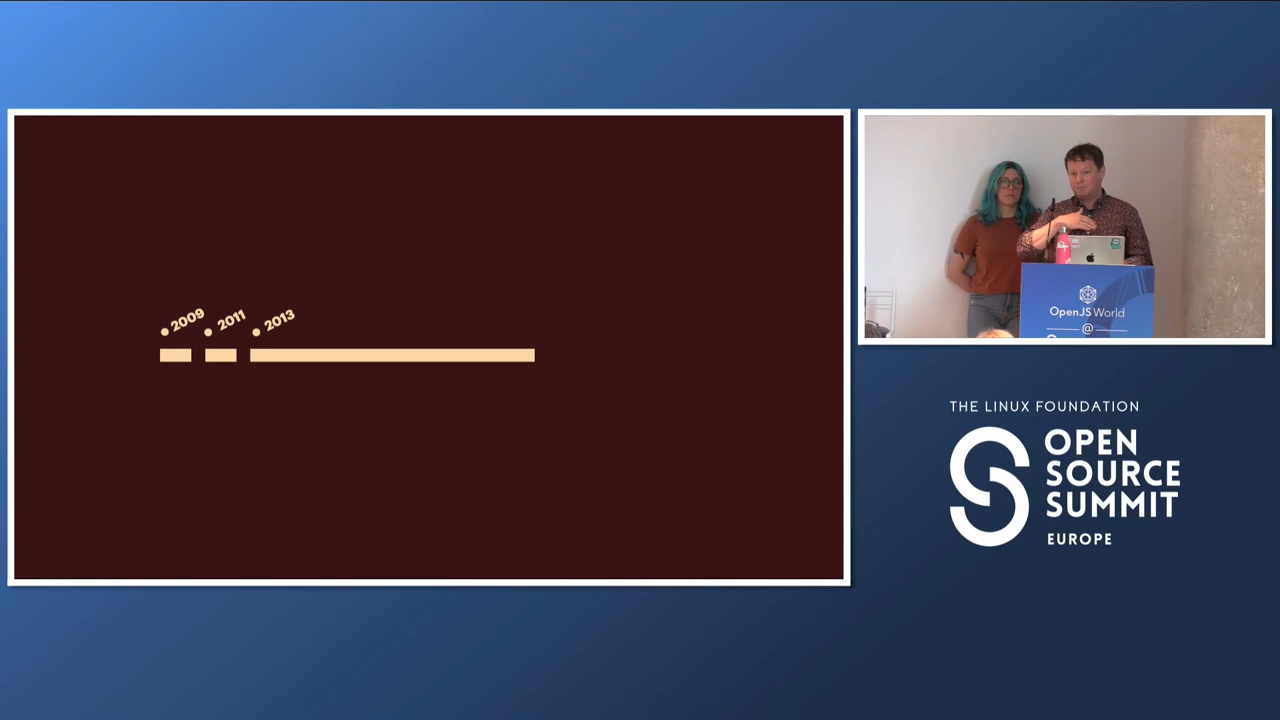 2009
2011
2013
OpenJS World
@
THE LINUX FOUNDATION
OPEN
SOURCE
SUMMIT
EUROPE